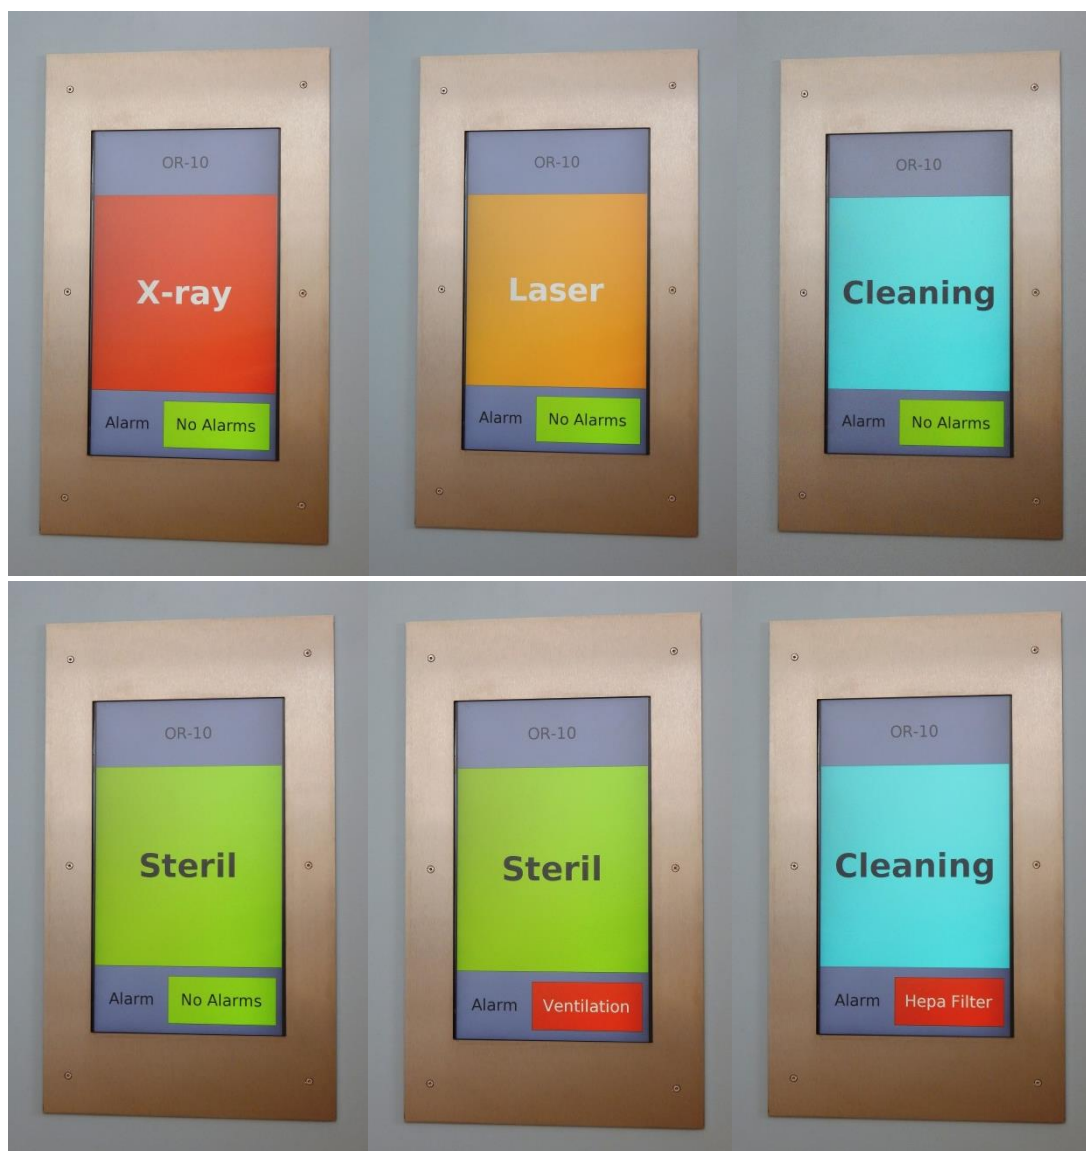 OR-10
X-ray
Alarm No Alarms
OR-10
Laser
Alarm No Alarms
OR-10
Cleaning
Alarm No Alarms
OR-10
Steril
Alarm No Alarms
OR-10
Steril
Alarm Ventilation
OR-10
Cleaning
Alarm Hepa Filter